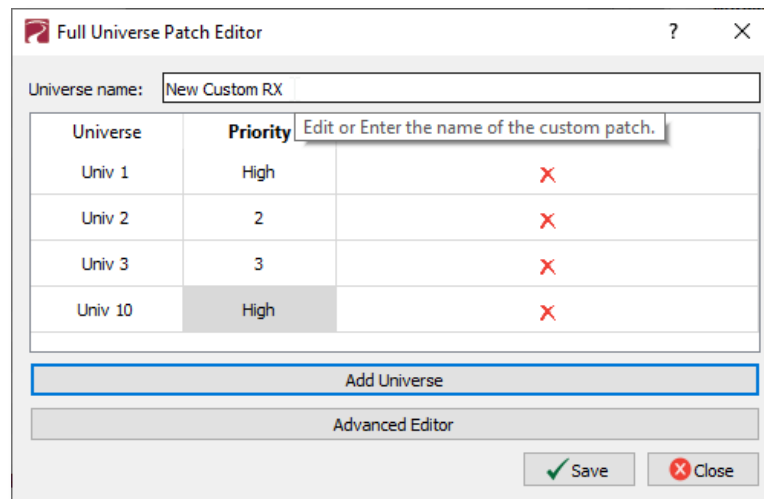 Full Universe Patch Editor ?
Universe name: New Custom RX
Universe Priority
Edit or Enter the name of the custom patch.
Univ 1 High
Univ 2 2
Univ 3 3
Univ 10 High
Add Universe
Advanced Editor
Save Close